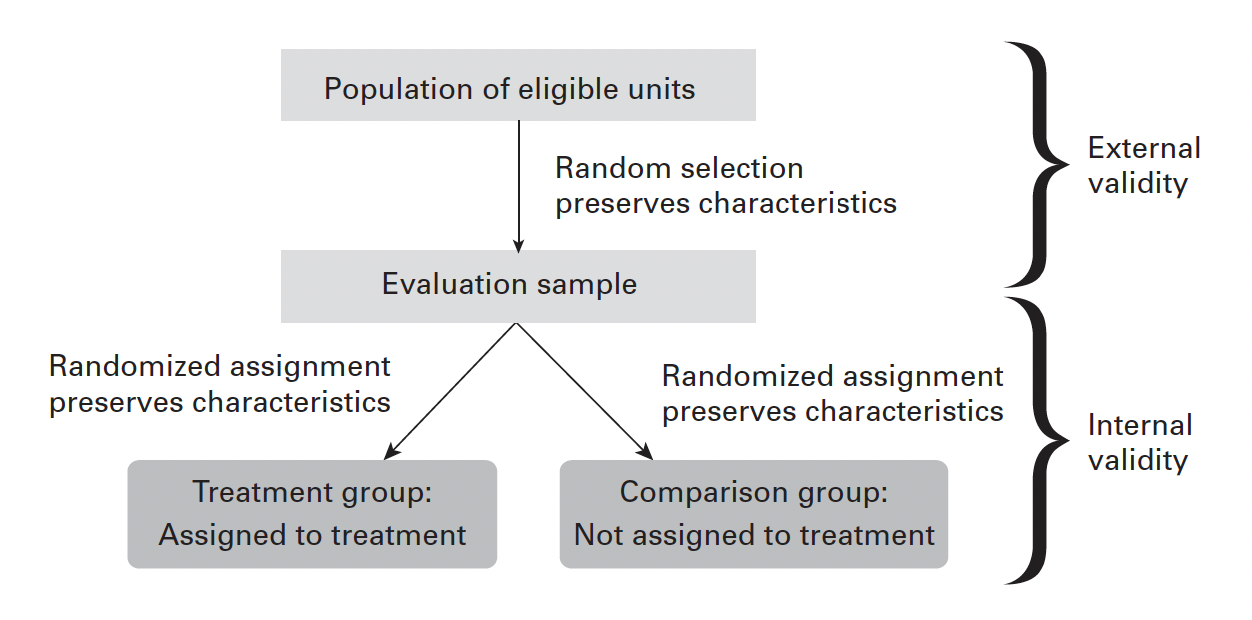 Population of eligible units
Random selection
preserves characteristics
External
validity
Evaluation sample
Randomized assignment
preserves characteristics
Randomized assignment
preserves characteristics
Internal
validity
Treatment group:
Assigned to treatment
Comparison group:
Not assigned to treatment